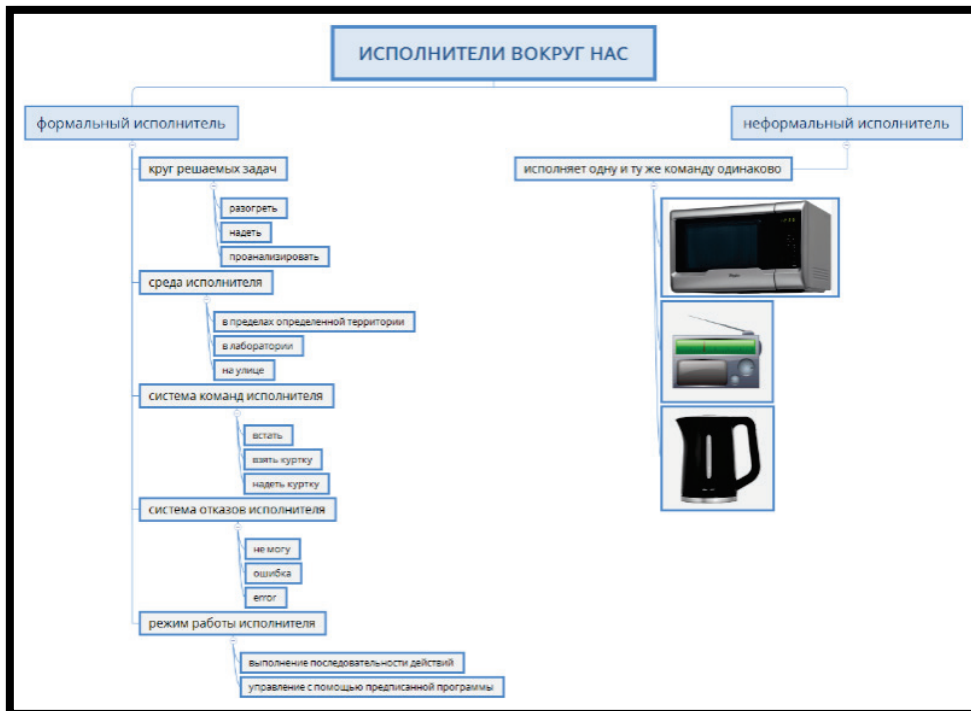 ИСПОЛНИТЕЛИ ВОКРУГ НАС
формальный исполнитель
круг решаемых задач
разогреть
надеть
проанализировать
среда исполнителя
в пределах определенной территории
в лаборатории
на улице
система команд исполнителя
встать
взять куртку
надеть куртку
система отказов исполнителя
не могу
ошибка
error
режим работы исполнителя
выполнение последовательности действий
управление с помощью предписанной программы
неформальный исполнитель
исполняет одну и ту же команду одинаково